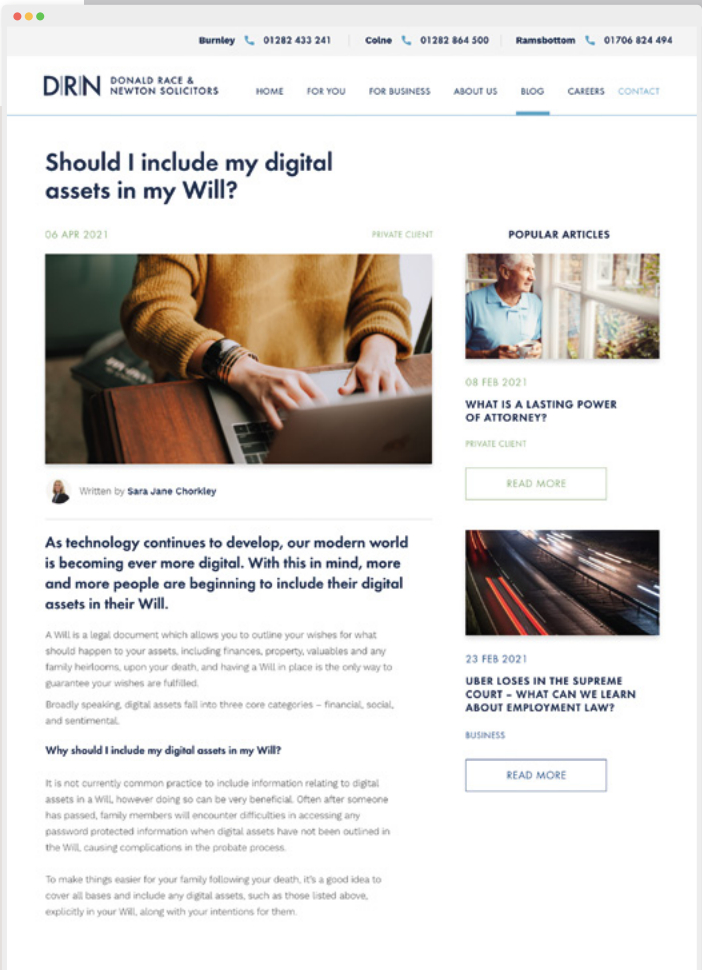 Burnley 01282 433 241 Colne 01282 864 500 Ramsbottom 01706 824 494
D|R|N DONALD RACE &
NEWTON SOLICITORS
HOME FOR YOU FOR BUSINESS ABOUT US BLOG CAREERS CONTACT
Should I include my digital
assets in my Will?
06 APR 2021 PRIVATE CLIENT
Written by Sara Jane Chorkley
As technology continues to develop, our modern world
is becoming ever more digital. With this in mind, more
and more people are beginning to include their digital
assets in their Will.
A Will is a legal document which allows you to outline your wishes for what
should happen to your assets, including finances, property, valuables and any
family heirlooms, upon your death, and having a Will in place is the only way to
guarantee your wishes are fulfilled.
Broadly speaking, digital assets fall into three core categories – financial, social,
and sentimental.
Why should I include my digital assets in my Will?
It is not currently common practice to include information relating to digital
assets in a Will, however doing so can be very beneficial. Often after someone
has passed, family members will encounter difficulties in accessing any
password protected information when digital assets have not been outlined in
the Will, causing complications in the probate process.
To make things easier for your family following your death, it's a good idea to
cover all bases and include any digital assets, such as those listed above,
explicitly in your Will, along with your intentions for them.
POPULAR ARTICLES
08 FEB 2021
WHAT IS A LASTING POWER
OF ATTORNEY?
PRIVATE CLIENT
READ MORE
23 FEB 2021
UBER LOSES IN THE SUPREME
COURT – WHAT CAN WE LEARN
ABOUT EMPLOYMENT LAW?
BUSINESS
READ MORE